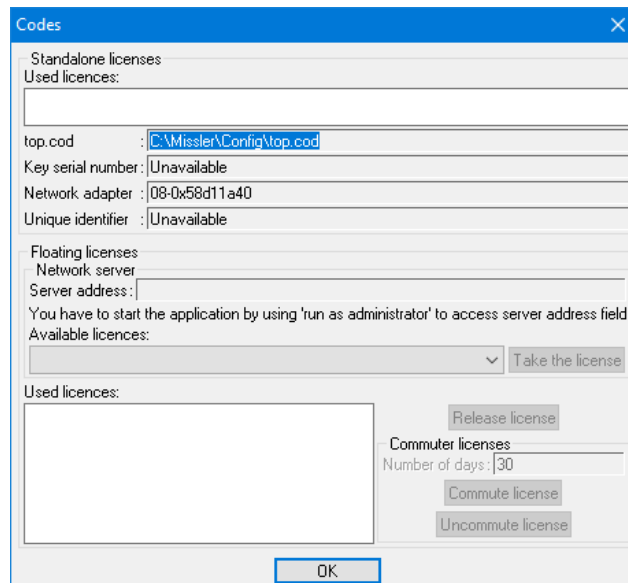 Codes
Standalone licenses
Used licences:
top.cod : C:\Missler\Config\top.cod
Key serial number: Unavailable
Network adapter : 08-0x58d11a40
Unique identifier : Unavailable
Floating licenses
Network server
Server address:
You have to start the application by using 'run as administrator' to access server address field
Available licences:
Take the license
Used licences:
Release license
Commuter licenses
Number of days: 30
Commute license
Uncommute license
OK